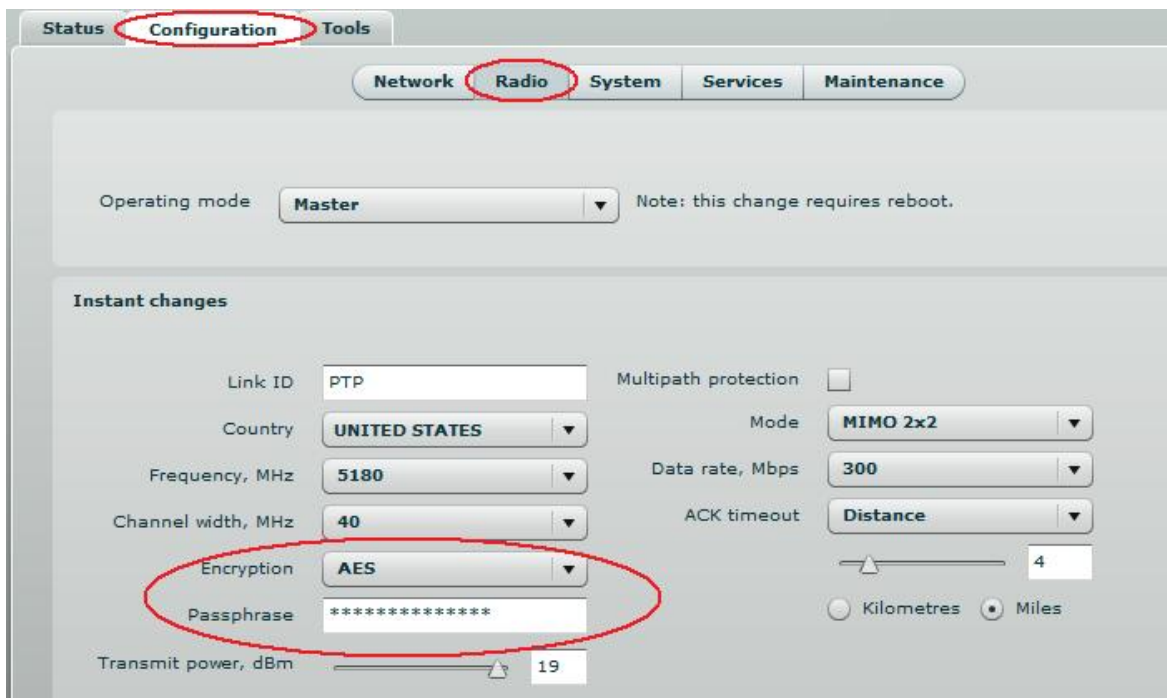 Status Configuration Tools
Network Radio System Services Maintenance
Operating mode Master Note: this change requires reboot.
Instant changes
Link ID PTP Multipath protection
Country UNITED STATES Mode MIMO 2x2
Frequency, MHz 5180 Data rate, Mbps 300
Channel width, MHz 40 ACK timeout Distance
Encryption AES 4
Passphrase ************** Kilometres Miles
Transmit power, dBm 19